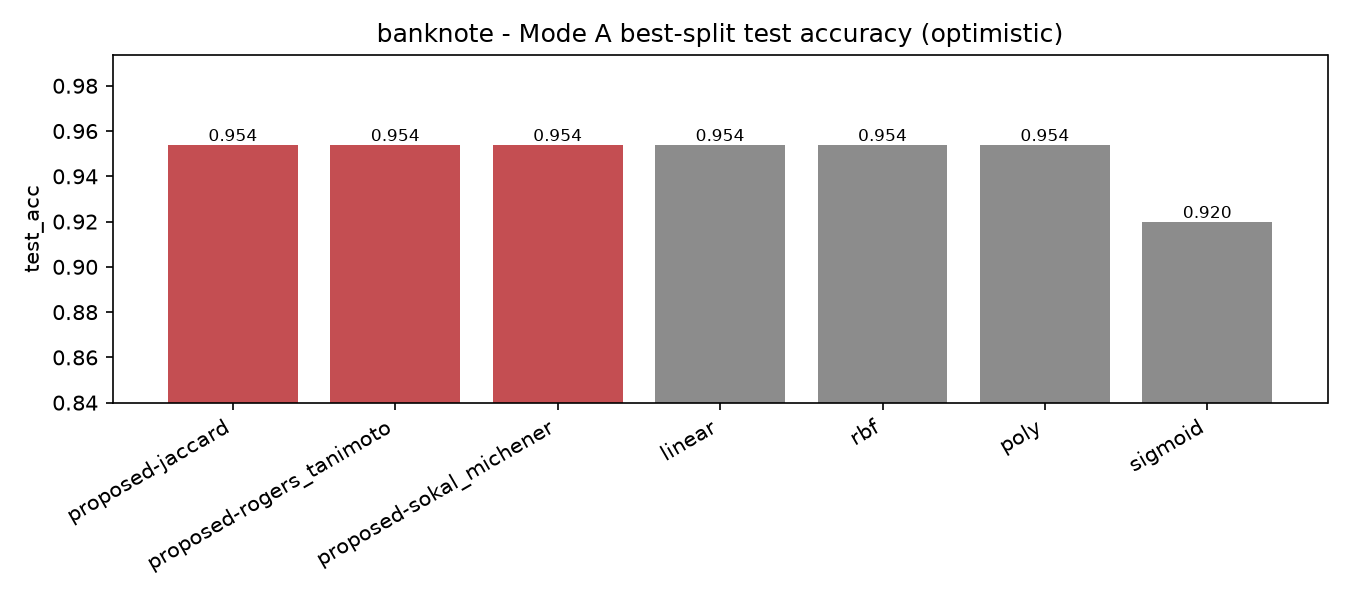 banknote - Mode A best-split test accuracy (optimistic)
test_acc
0.98
0.96
0.94
0.92
0.90
0.88
0.86
0.84
0.954 0.954 0.954 0.954 0.954 0.954 0.920
proposed-jaccard
proposed-rogers_tanimoto
proposed-sokal_michener
linear
rbf
poly
sigmoid